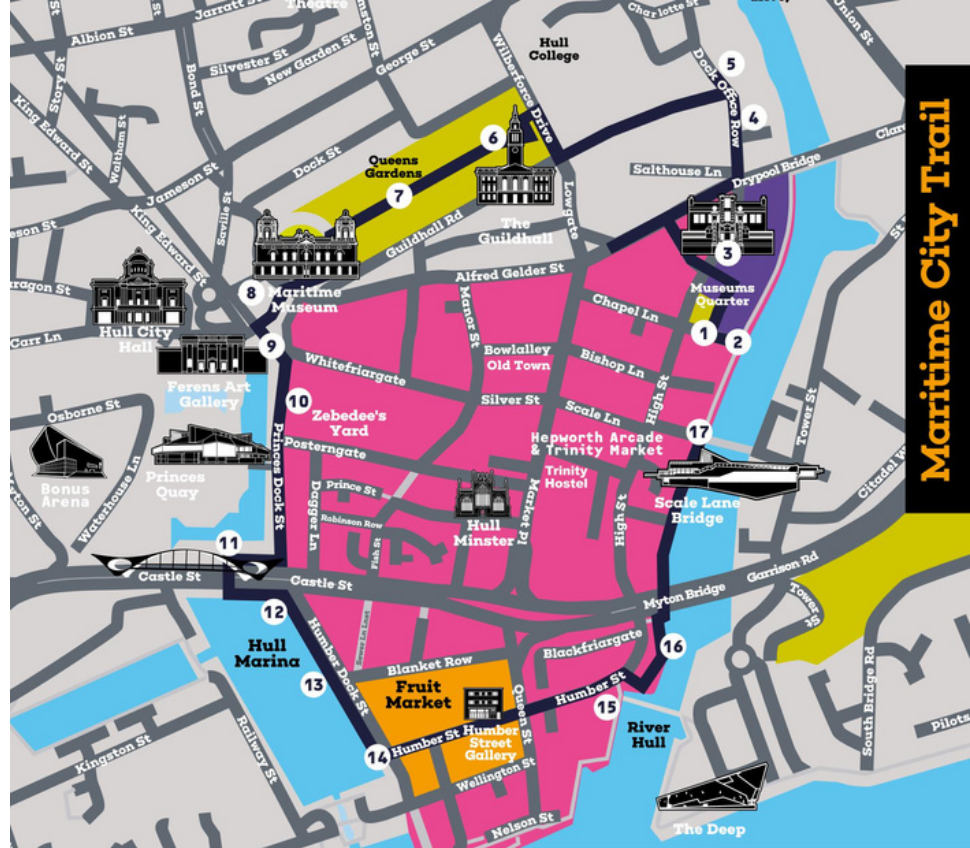 Jarratt St
Theatre
Charlotte St
Union St
Albion St
Story St
Bond St
Silvester St
New Garden St
George St
Wilberforce Drive
Hull
College
5
Dock Office Row
4
King Edward St
Waltham St
Dock St
6
Queens
Gardens
Salthouse Ln
Drypool Bridge
Jameson St
7
Lowgate
Saville St
King Edward St
Guildhall Rd
The
Guildhall
3
Museums
Quarter
Alfred Gelder St
8
Maritime
Museum
Manor St
Chapel Ln
1
2
Hull City
Hall
Carr Ln
9
Whitefriargate
Bowlalley
Old Town
Bishop Ln
High St
Ferens Art
Gallery
Silver St
Scale Ln
Tower St
Osborne St
10
Zebedee's
Yard
17
Hepworth Arcade
& Trinity Market
Posterngate
Princes Dock St
Trinity
Hostel
Waterhouse Ln
Bonus
Arena
Princes
Quay
Dagger Ln
Prince St
Robinson Row
Fish St
Hull
Minster
Market Pl
High St
Scale Lane
Bridge
11
Castle St
Castle St
Myton Bridge
Garrison Rd
Tower St
12
Hull
Marina
Humber Dock St
Blackfriargate
16
13
Blanket Row
Fruit
Market
Queen St
Humber St
15
River
Hull
South Bridge Rd
Railway St
Kingston St
14
Humber St
Humber
Street
Gallery
Wellington St
Nelson St
The Deep
Pilots
Maritime City Trail